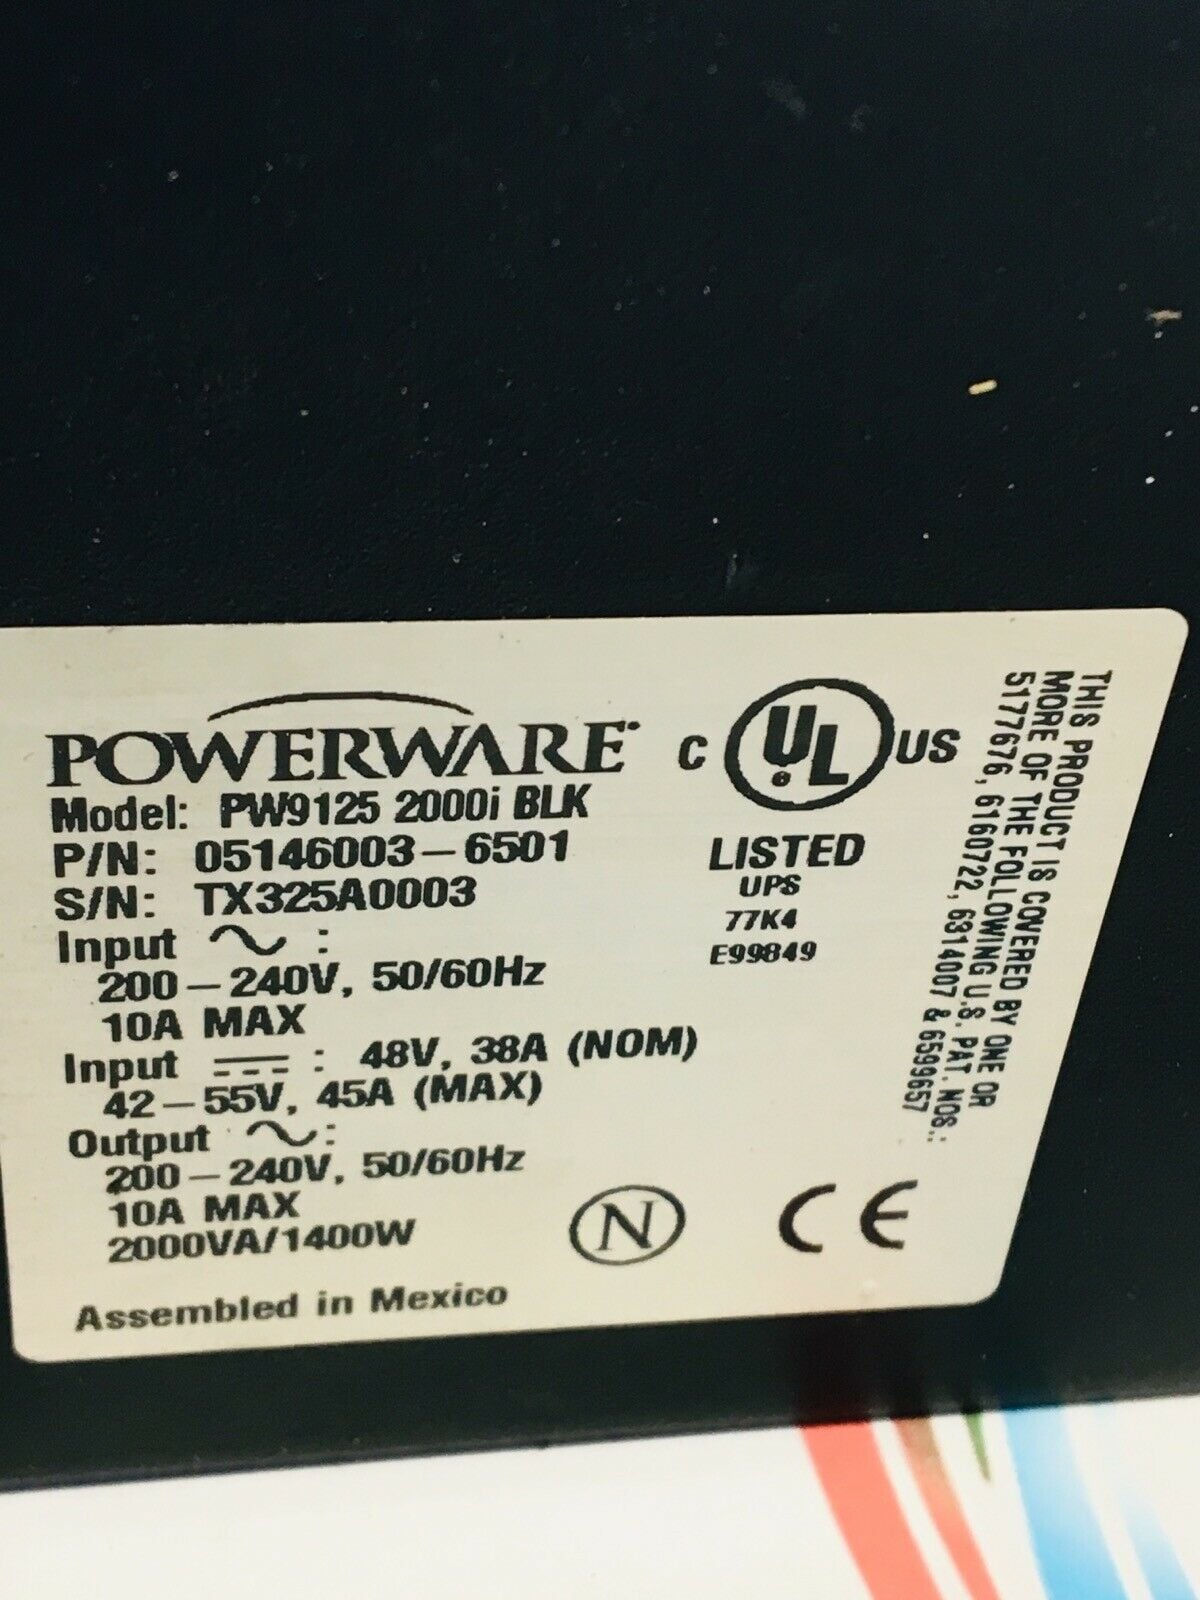 POWERWARE
Model: PW9125 2000i BLK
P/N: 05146003-6501
S/N: TX325A0003
Input ∿ :
200-240V, 50/60Hz
10A MAX
Input ⎓ : 48V, 38A (NOM)
42-55V, 45A (MAX)
Output ∿:
200-240V, 50/60Hz
10A MAX
2000VA/1400W
Assembled in Mexico
C UL ® US
LISTED
UPS
77K4
E99849
N
CE
THIS PRODUCT IS COVERED BY ONE OR
MORE OF THE FOLLOWING U.S. PAT. NOS.:
5177676, 6160722, 6314007 & 6599657